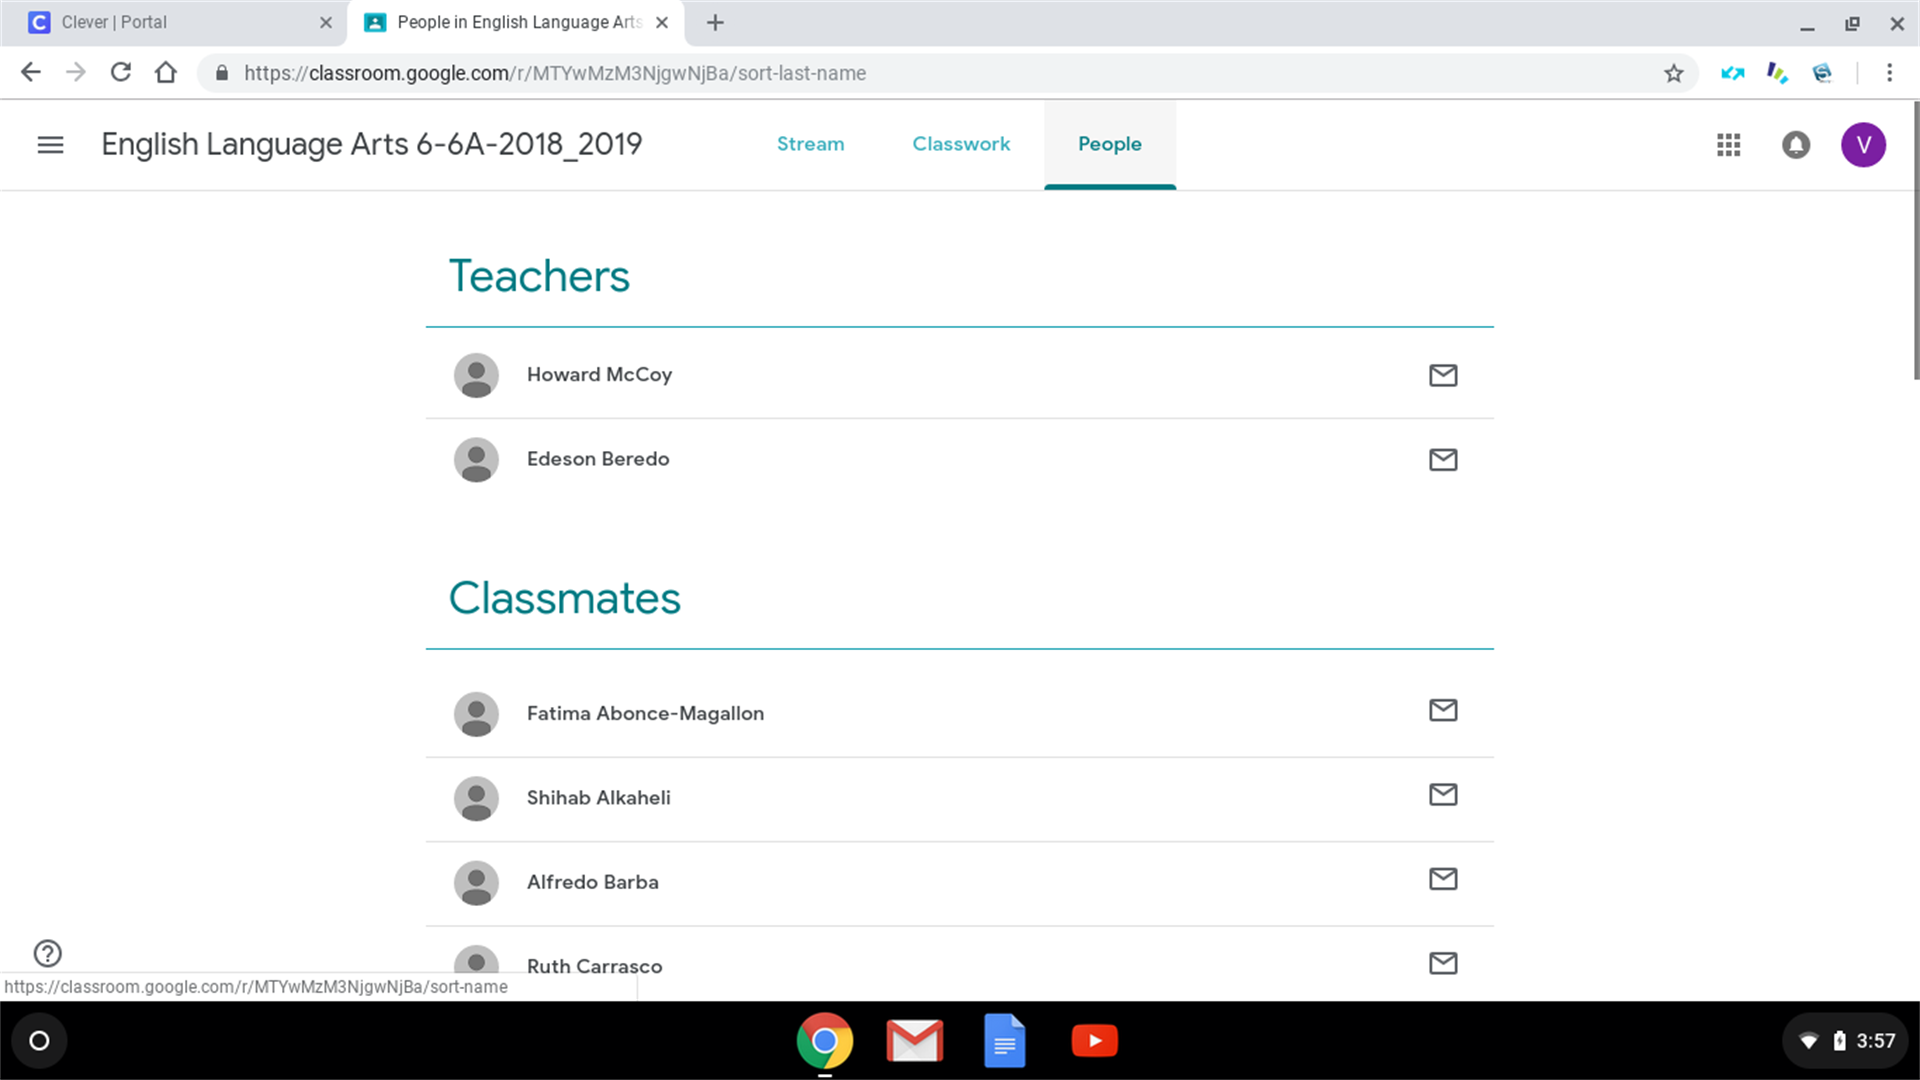 Clever | Portal
People in English Language Arts
https://classroom.google.com/r/MTYwMzM3NjgwNjBa/sort-last-name
English Language Arts 6-6A-2018_2019
Stream
Classwork
People
V
Teachers
Howard McCoy
Edeson Beredo
Classmates
Fatima Abonce-Magallon
Shihab Alkaheli
Alfredo Barba
Ruth Carrasco
https://classroom.google.com/r/MTYwMzM3NjgwNjBa/sort-name
3:57